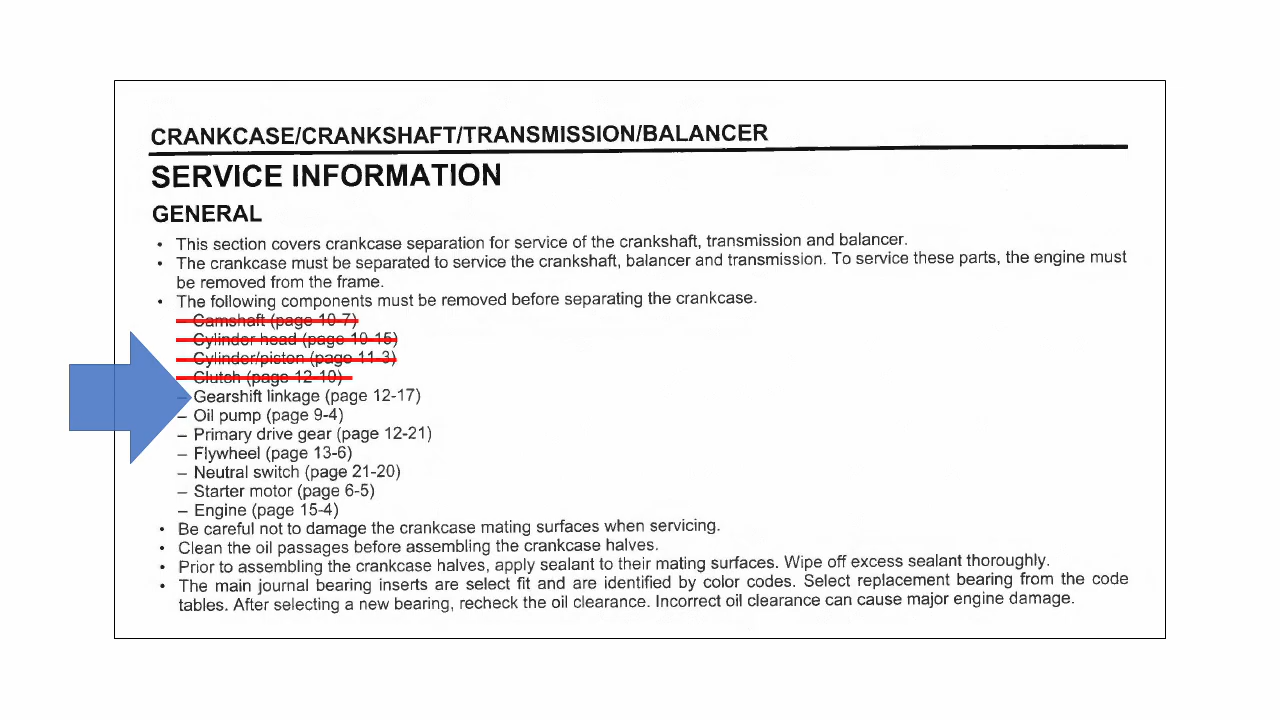 CRANKCASE/CRANKSHAFT/TRANSMISSION/BALANCER
SERVICE INFORMATION
GENERAL
• This section covers crankcase separation for service of the crankshaft, transmission and balancer.
• The crankcase must be separated to service the crankshaft, balancer and transmission. To service these parts, the engine must
be removed from the frame.
• The following components must be removed before separating the crankcase.
– Camshaft (page 10-7)
– Cylinder head (page 10-15)
– Cylinder/piston (page 11-3)
– Clutch (page 12-10)
– Gearshift linkage (page 12-17)
– Oil pump (page 9-4)
– Primary drive gear (page 12-21)
– Flywheel (page 13-6)
– Neutral switch (page 21-20)
– Starter motor (page 6-5)
– Engine (page 15-4)
• Be careful not to damage the crankcase mating surfaces when servicing.
• Clean the oil passages before assembling the crankcase halves.
• Prior to assembling the crankcase halves, apply sealant to their mating surfaces. Wipe off excess sealant thoroughly.
• The main journal bearing inserts are select fit and are identified by color codes. Select replacement bearing from the code
tables. After selecting a new bearing, recheck the oil clearance. Incorrect oil clearance can cause major engine damage.